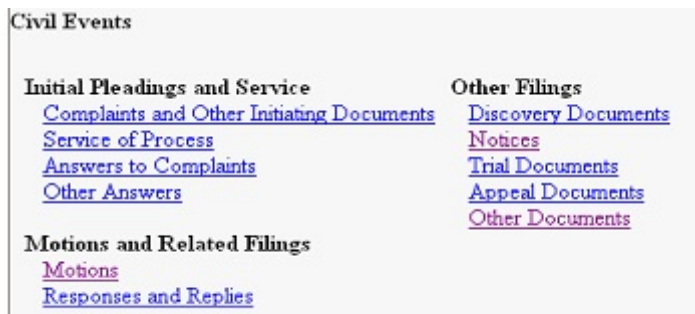 Civil Events
Initial Pleadings and Service
Complaints and Other Initiating Documents
Service of Process
Answers to Complaints
Other Answers
Motions and Related Filings
Motions
Responses and Replies
Other Filings
Discovery Documents
Notices
Trial Documents
Appeal Documents
Other Documents